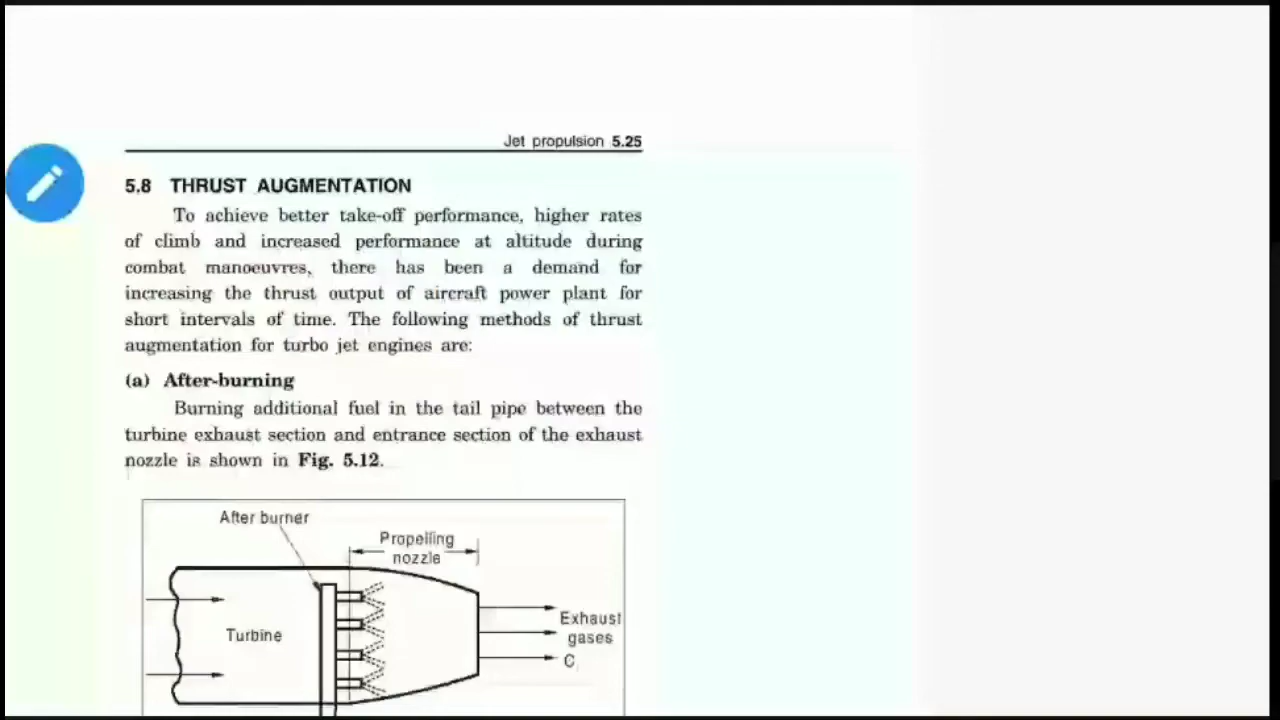 Jet propulsion 5.25
5.8 THRUST AUGMENTATION
To achieve better take-off performance, higher rates
of climb and increased performance at altitude during
combat manoeuvres, there has been a demand for
increasing the thrust output of aircraft power plant for
short intervals of time. The following methods of thrust
augmentation for turbo jet engines are:
(a) After-burning
Burning additional fuel in the tail pipe between the
turbine exhaust section and entrance section of the exhaust
nozzle is shown in Fig. 5.12.
After burner
Propelling
nozzle
Turbine
Exhaust
gases
C